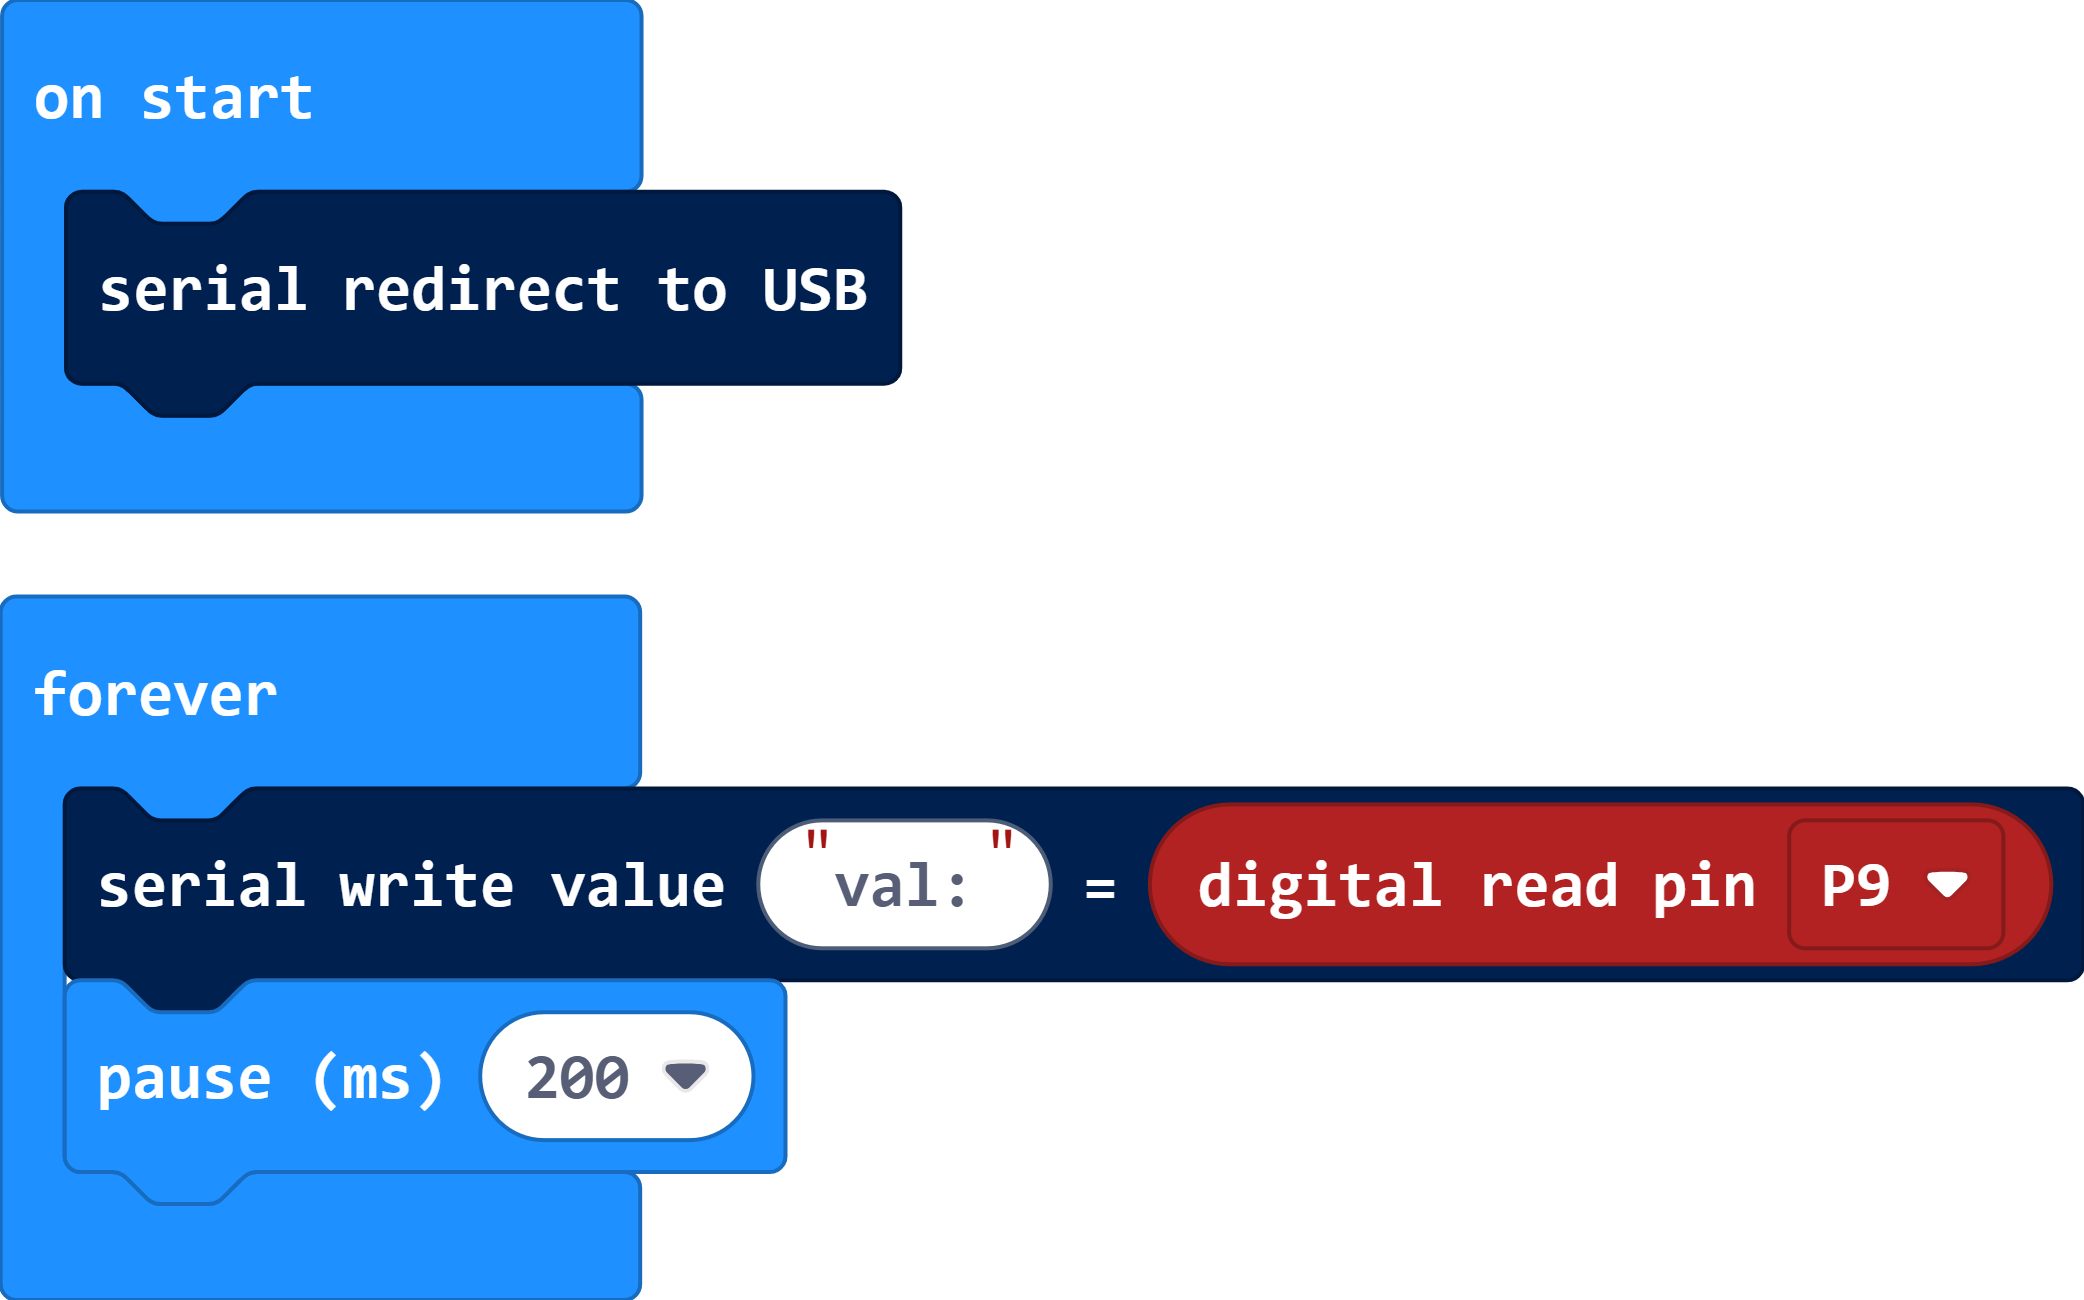 on start
serial redirect to USB
forever
serial write value "val: " = digital read pin P9
pause (ms) 200